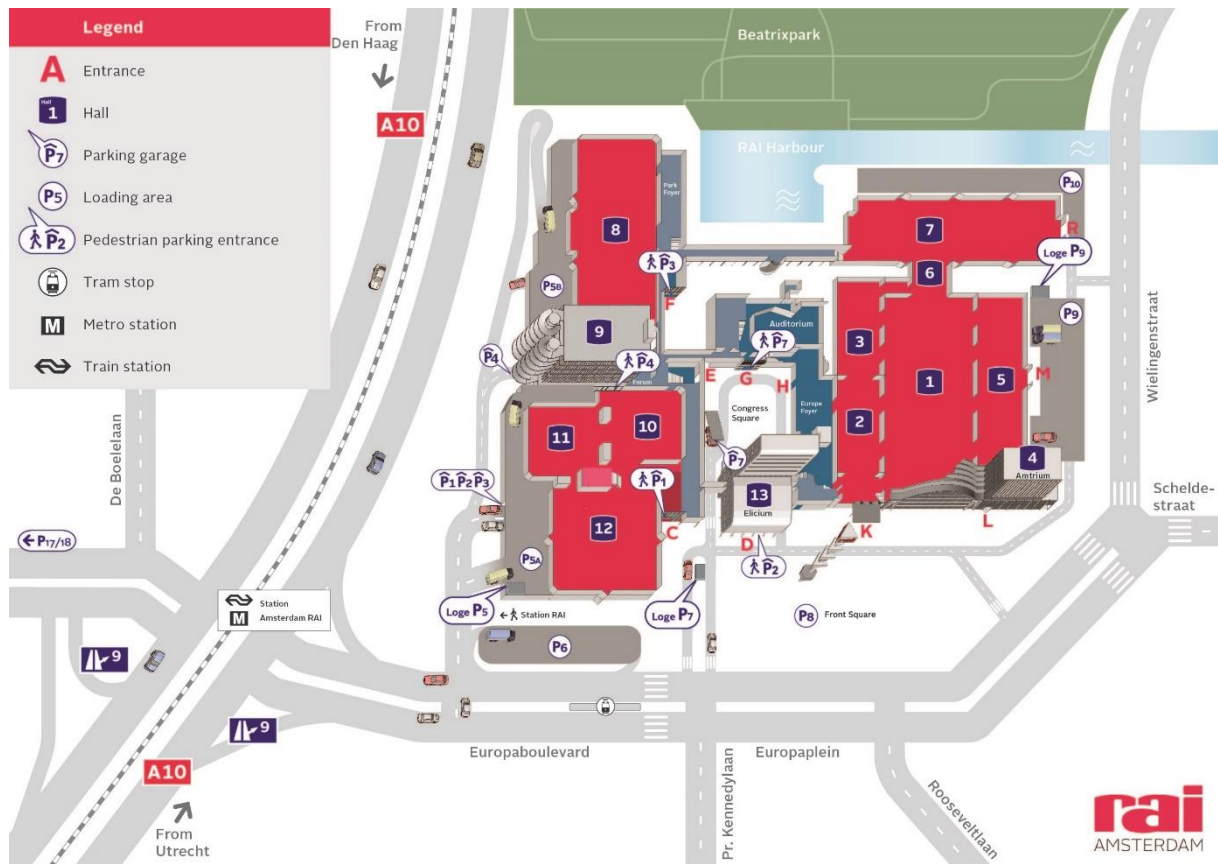 Legend
A Entrance
Hall 1 Hall
P7 Parking garage
P5 Loading area
P2 Pedestrian parking entrance
Tram stop
M Metro station
Train station
From
Den Haag
A10
Beatrixpark
RAI Harbour
P10
Park
Foyer
8
7
R
Loge P9
6
P3
F
P5B
P9
9
Auditorium
3
P7
P4
P4
Forum
E
G
H
1
5
M
Wielingenstraat
Congress
Square
Europe
Foyer
10
11
2
P7
4
Amtrium
De Boelelaan
P1 P2 P3
P1
13
Elicium
Schelde-
straat
12
C
D
K
L
← P17/18
P5A
P2
Station
M Amsterdam RAI
Loge P5
← Station RAI
Loge P7
P8 Front Square
P6
9
9
Europaboulevard
Europaplein
A10
From
Utrecht
Pr. Kennedylaan
Rooseveltlaan
rai
AMSTERDAM